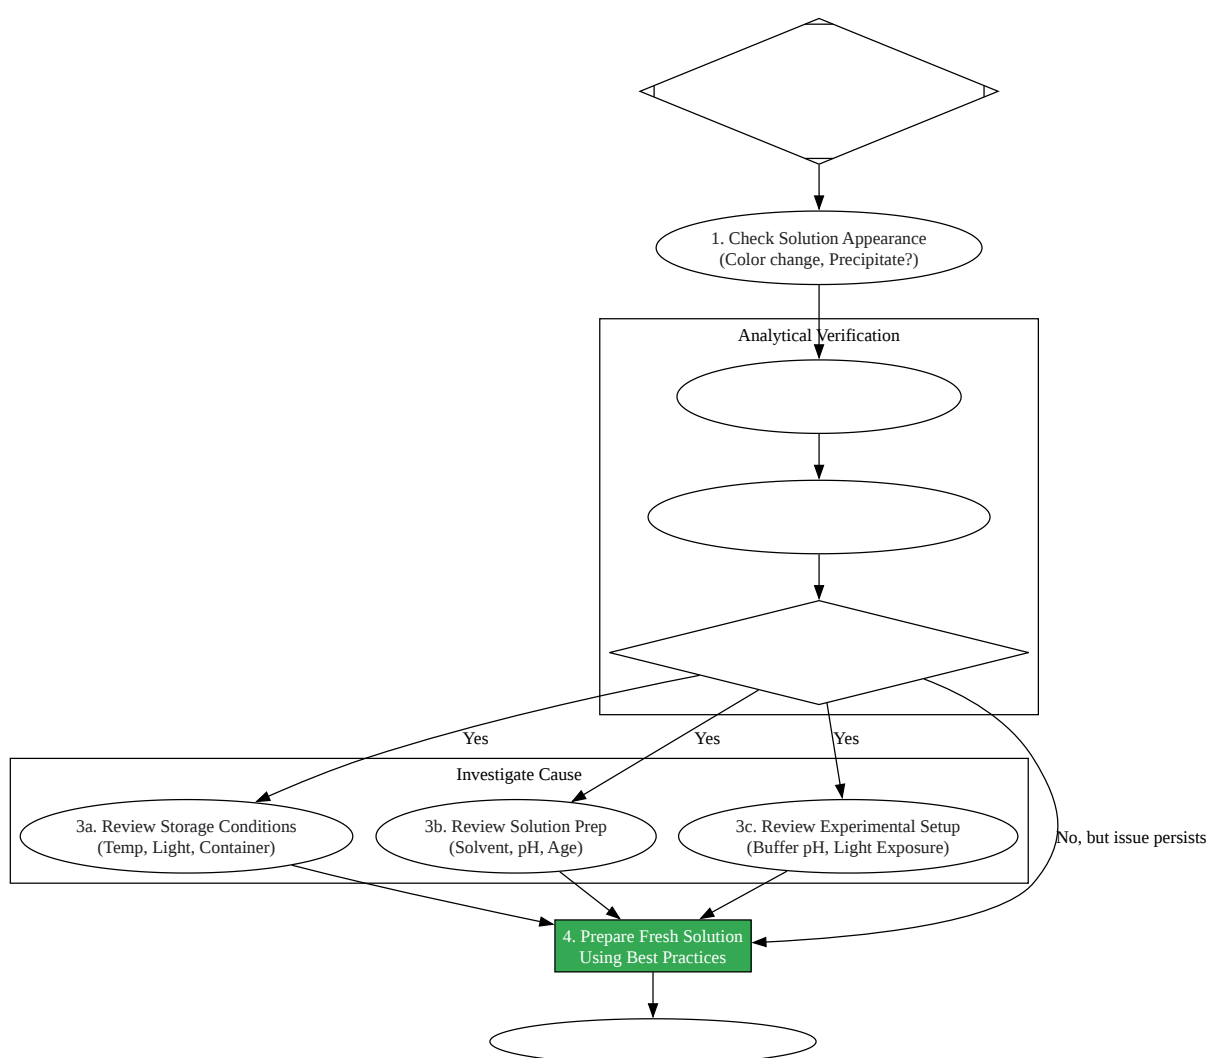 1. Check Solution Appearance
(Color change, Precipitate?)
Analytical Verification
Yes
Yes
Yes
Investigate Cause
3a. Review Storage Conditions
(Temp, Light, Container)
3b. Review Solution Prep
(Solvent, pH, Age)
3c. Review Experimental Setup
(Buffer pH, Light Exposure)
No, but issue persists
4. Prepare Fresh Solution
Using Best Practices